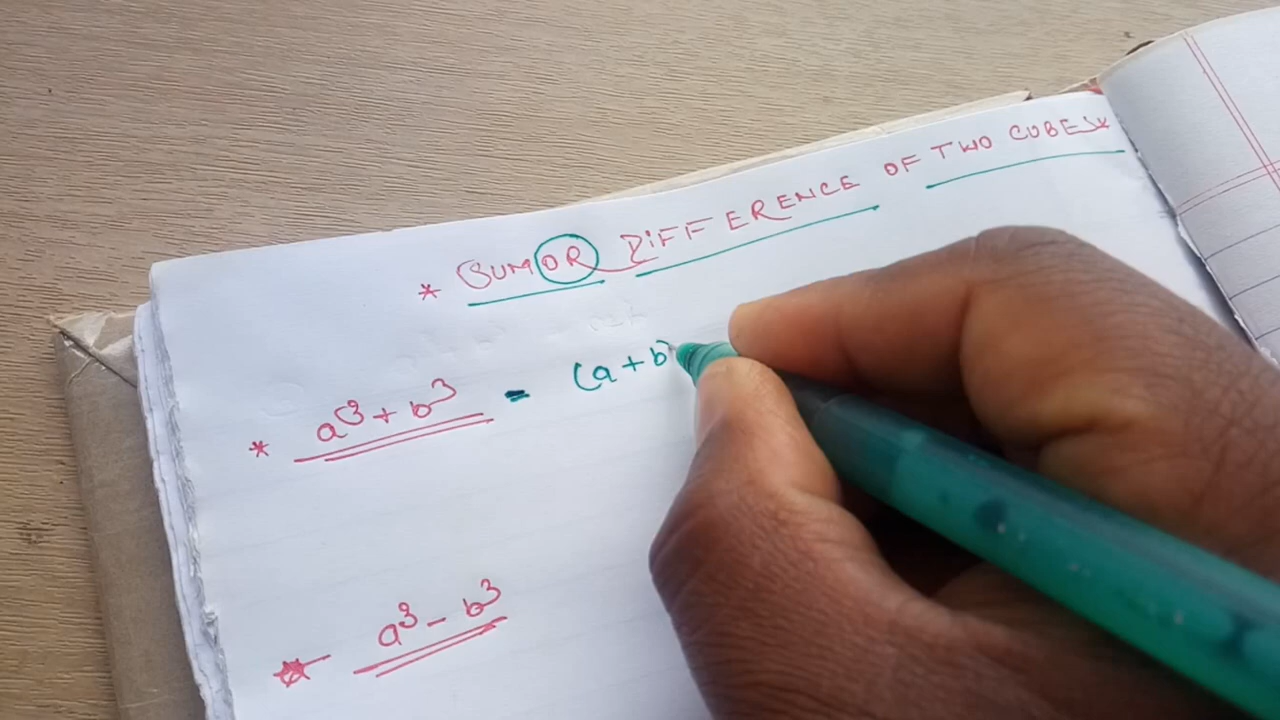 * SUM OR DIFFERENCE OF TWO CUBES *
* a³ + b³ = (a + b)
* a³ - b³